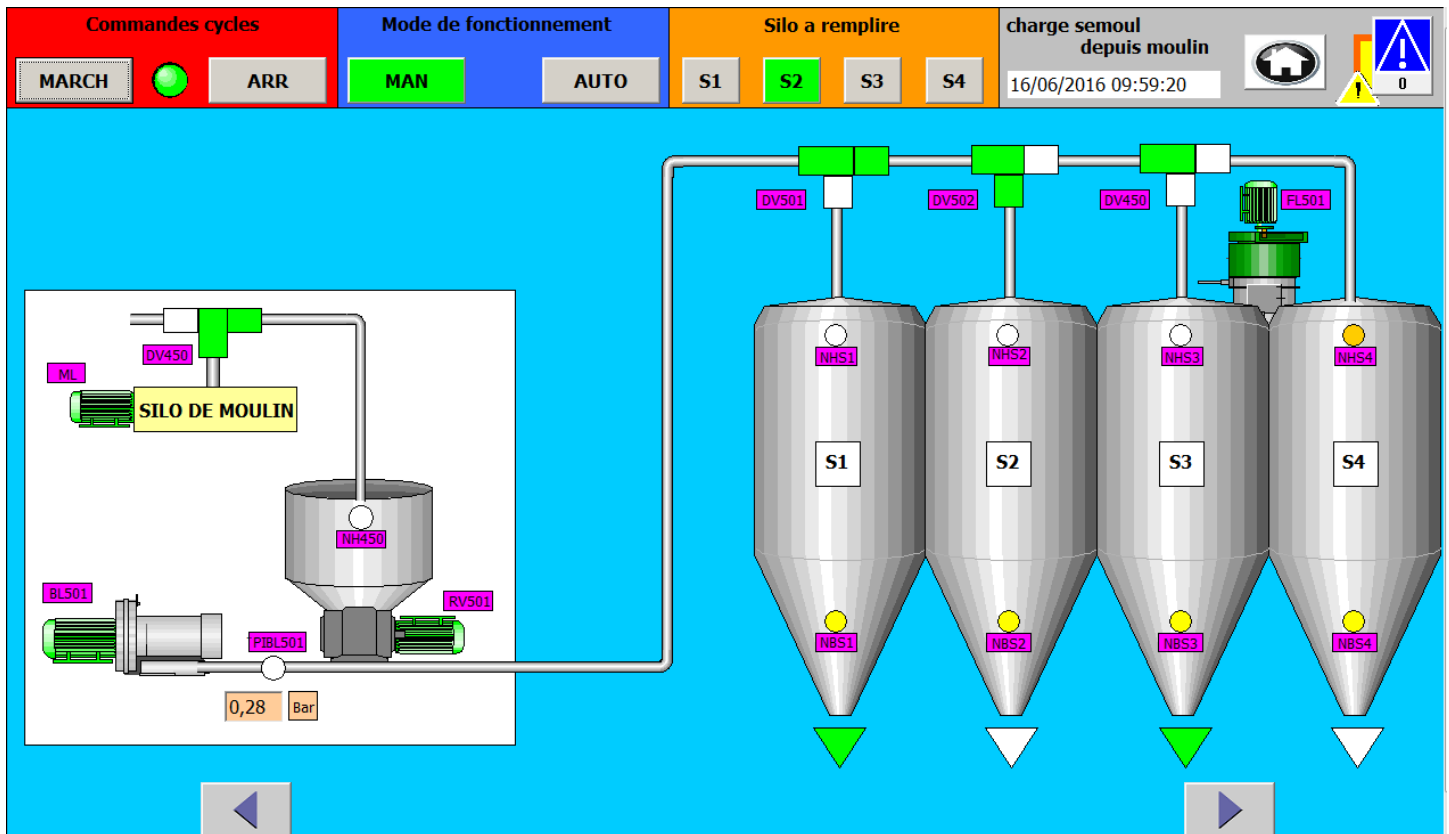 Commandes cycles
MARCH
ARR
Mode de fonctionnement
MAN
AUTO
Silo a remplire
S1
S2
S3
S4
charge semoul
depuis moulin
16/06/2016 09:59:20
!
!
0
DV501
DV502
DV450
FL501
DV450
ML
SILO DE MOULIN
NH450
BL501
RV501
PIBL501
0,28
Bar
NHS1
NHS2
NHS3
NHS4
S1
S2
S3
S4
NBS1
NBS2
NBS3
NBS4